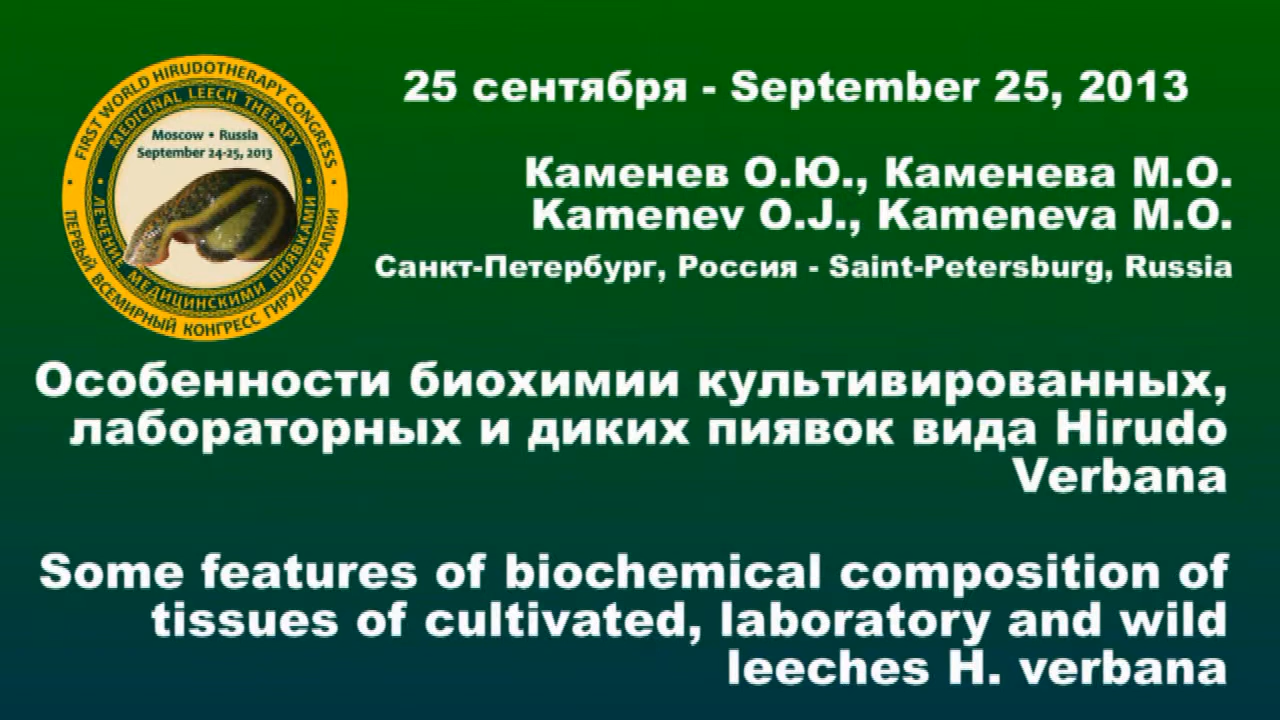 FIRST WORLD HIRUDOTHERAPY CONGRESS
MEDICINAL LEECH THERAPY
Moscow • Russia
September 24-25, 2013
ЛЕЧЕНИЕ МЕДИЦИНСКИМИ ПИЯВКАМИ
ПЕРВЫЙ ВСЕМИРНЫЙ КОНГРЕСС ГИРУДОТЕРАПИИ
25 сентября - September 25, 2013
Каменев О.Ю., Каменева М.О.
Kamenev O.J., Kameneva M.O.
Санкт-Петербург, Россия - Saint-Petersburg, Russia
Особенности биохимии культивированных,
лабораторных и диких пиявок вида Hirudo
Verbana
Some features of biochemical composition of
tissues of cultivated, laboratory and wild
leeches H. verbana